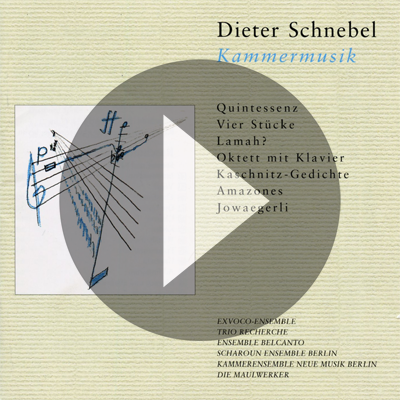 Dieter Schnebel
Kammermusik
Quintessenz
Vier Stücke
Lamah?
Oktett mit Klavier
Kaschnitz-Gedichte
Amazones
Jowaegerli
p
ff
EXVOCO-ENSEMBLE
TRIO RECHERCHE
ENSEMBLE BELCANTO
SCHAROUN ENSEMBLE BERLIN
KAMMERENSEMBLE NEUE MUSIK BERLIN
DIE MAULWERKER